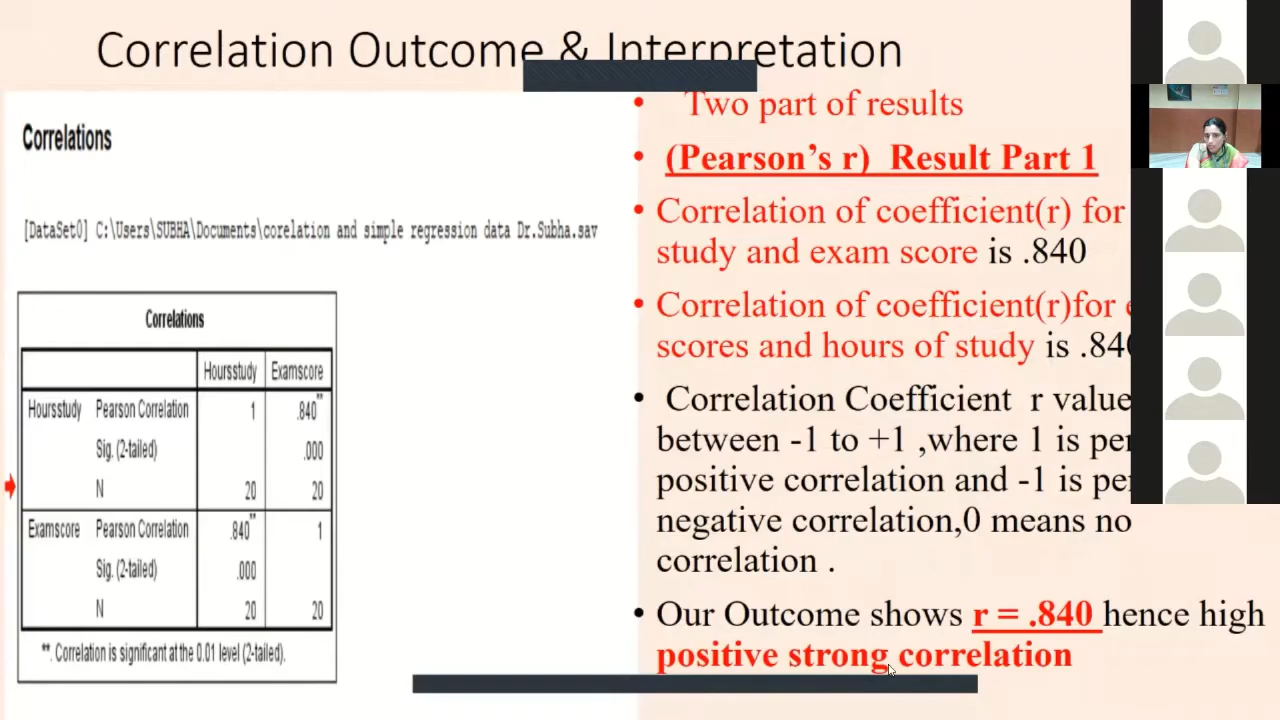 Correlation Outcome & Interpretation
Correlations
[DataSet0] C:\Users\SUBHA\Documents\corelation and simple regression data Dr.Subha.sav
Correlations
Hoursstudy Examscore
Hoursstudy Pearson Correlation 1 .840**
Sig. (2-tailed) .000
N 20 20
Examscore Pearson Correlation .840** 1
Sig. (2-tailed) .000
N 20 20
**. Correlation is significant at the 0.01 level (2-tailed).
• Two part of results
• (Pearson’s r) Result Part 1
• Correlation of coefficient(r) for
study and exam score is .840
• Correlation of coefficient(r)for
scores and hours of study is .840
• Correlation Coefficient r value
between -1 to +1 ,where 1 is
positive correlation and -1 is
negative correlation,0 means no
correlation .
• Our Outcome shows r = .840 hence high
positive strong correlation